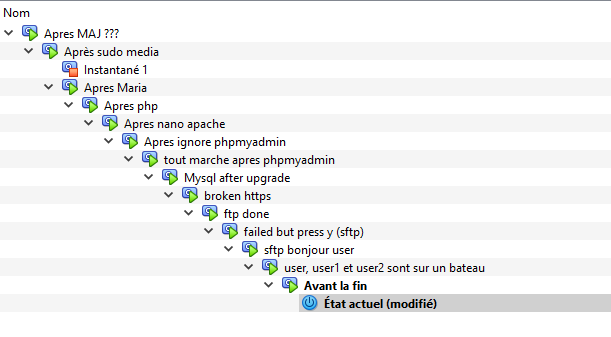 Nom
Apres MAJ ???
Après sudo media
Instantané 1
Apres Maria
Apres php
Apres nano apache
Apres ignore phpmyadmin
tout marche apres phpmyadmin
Mysql after upgrade
broken https
ftp done
failed but press y (sftp)
sftp bonjour user
user, user1 et user2 sont sur un bateau
Avant la fin
État actuel (modifié)